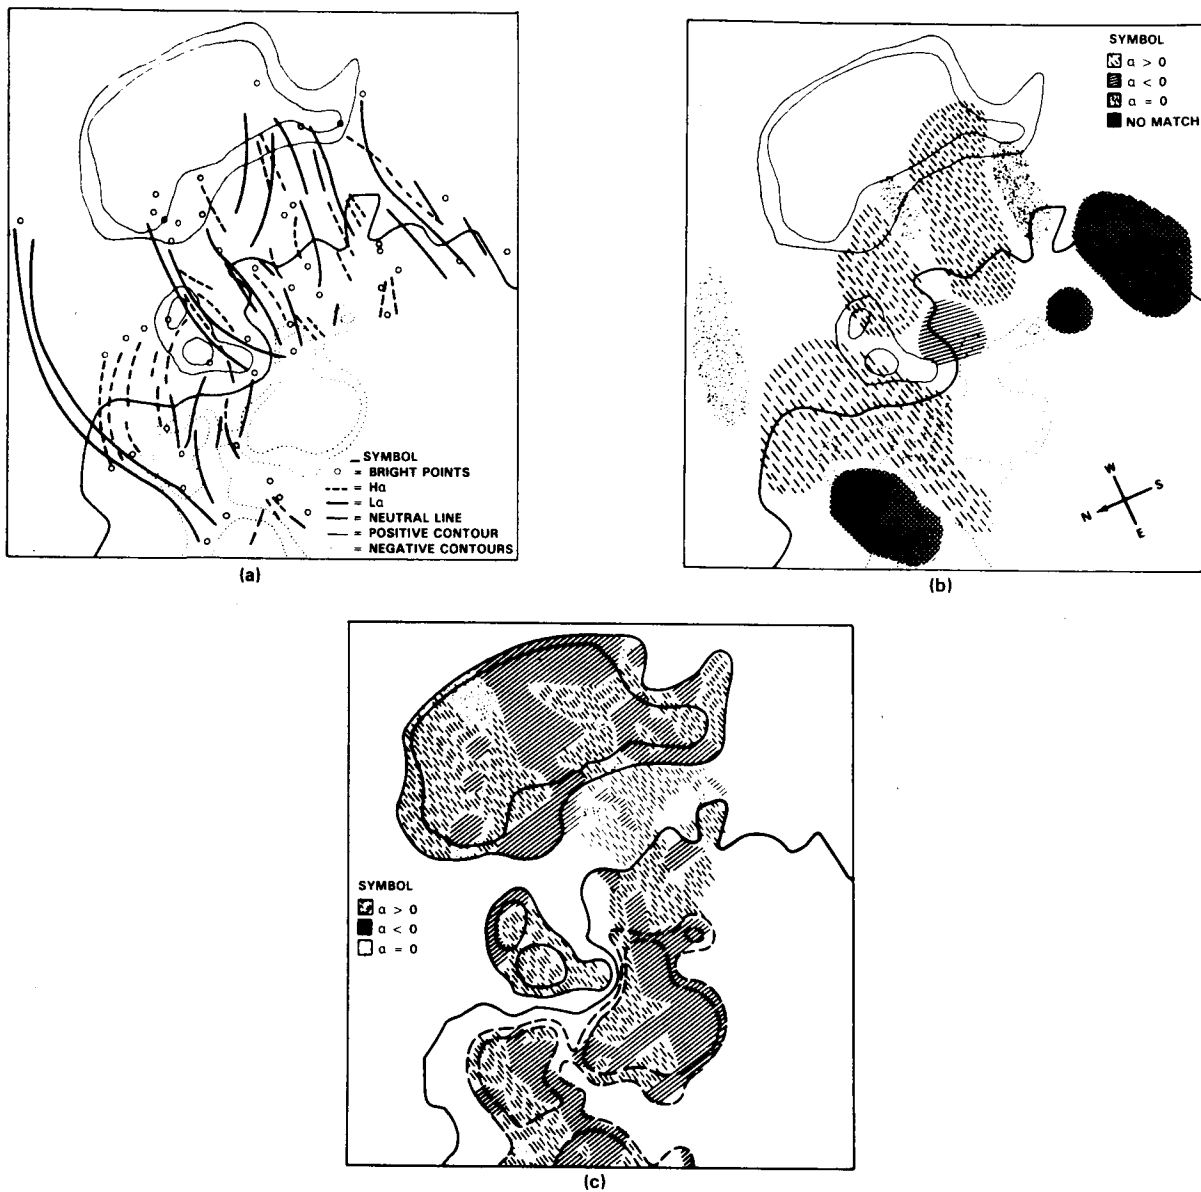 SYMBOL
○ = BRIGHT POINTS
--- = Hα
— = Lα
— = NEUTRAL LINE
— = POSITIVE CONTOUR
= NEGATIVE CONTOURS
(a)
SYMBOL
α > 0
α < 0
α = 0
NO MATCH
W
S
N
E
(b)
SYMBOL
α > 0
α < 0
α = 0
(c)